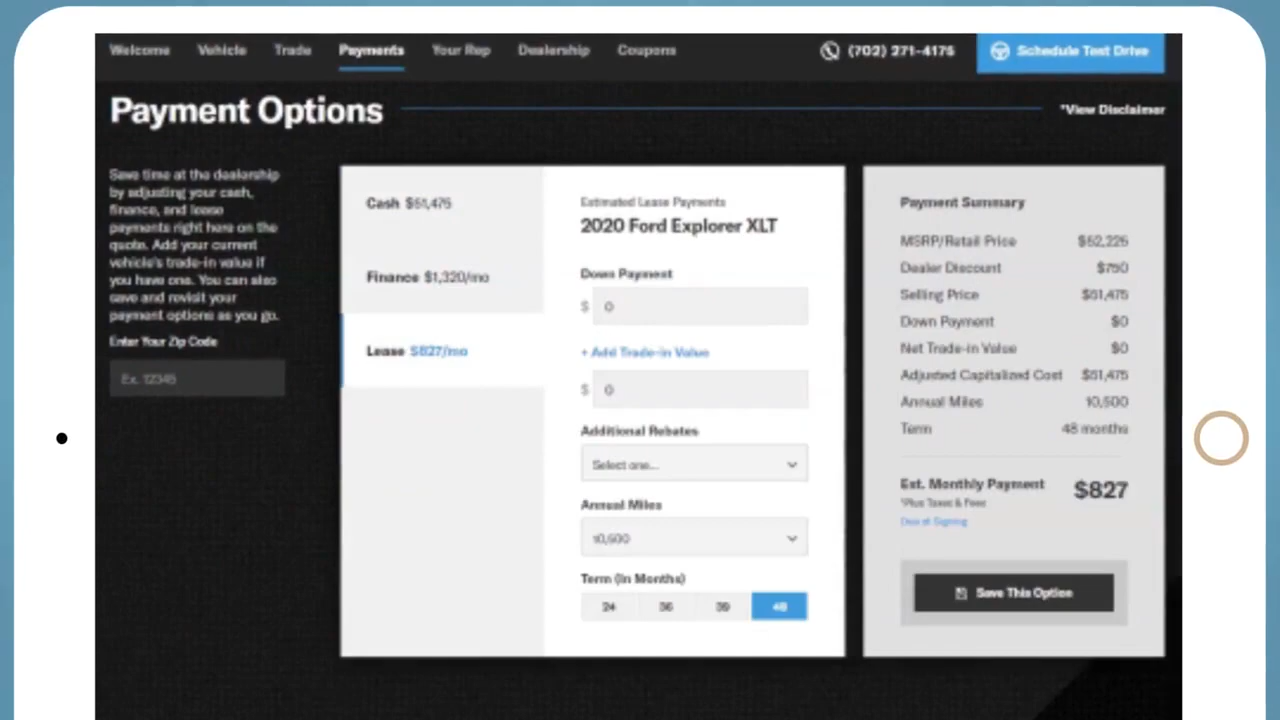 Welcome Vehicle Trade Payments Your Rep Dealership Coupons (702) 271-4175 Schedule Test Drive
Payment Options
*View Disclaimer
Save time at the dealership
by adjusting your cash,
finance, and lease
payments right here on the
quote. Add your current
vehicle's trade-in value if
you have one. You can also
save and revisit your
payment options as you go.
Enter Your Zip Code
Ex. 12345
Cash $51,475
Finance $1,320/mo
Lease $827/mo
Estimated Lease Payments
2020 Ford Explorer XLT
Down Payment
$ 0
+ Add Trade-in Value
$ 0
Additional Rebates
Select one...
Annual Miles
10,500
Term (In Months)
24 36 39 48
Payment Summary
MSRP/Retail Price $52,225
Dealer Discount $750
Selling Price $51,475
Down Payment $0
Net Trade-in Value $0
Adjusted Capitalized Cost $51,475
Annual Miles 10,500
Term 48 months
Est. Monthly Payment $827
*Plus Taxes & Fees
Due at Signing
Save This Option